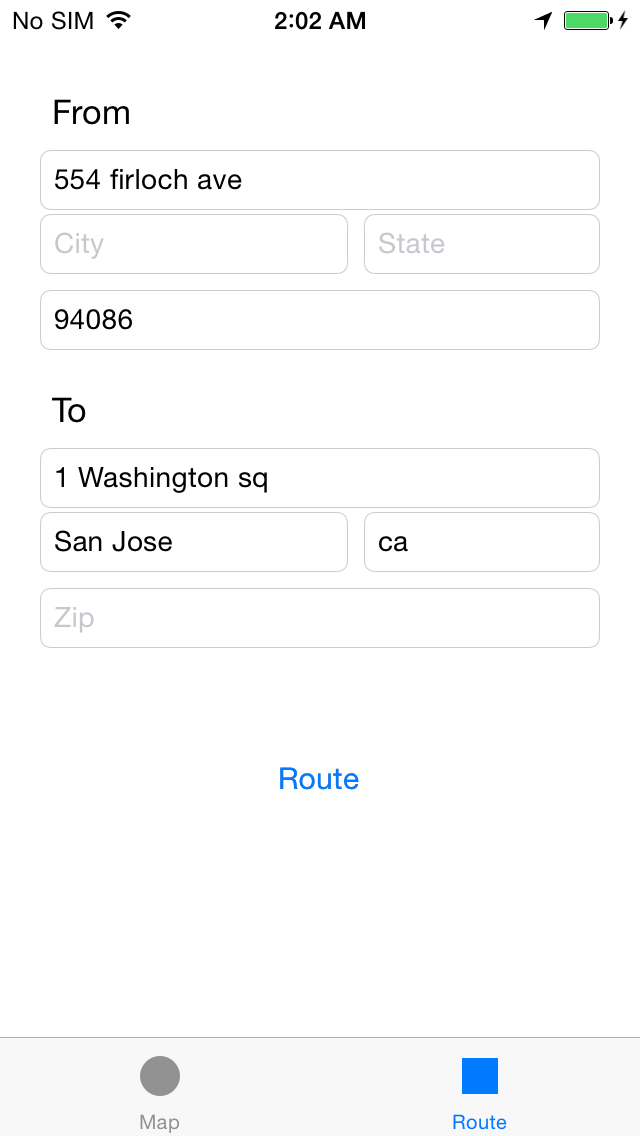 No SIM 2:02 AM
From
554 firloch ave
City State
94086
To
1 Washington sq
San Jose ca
Zip
Route
Map Route